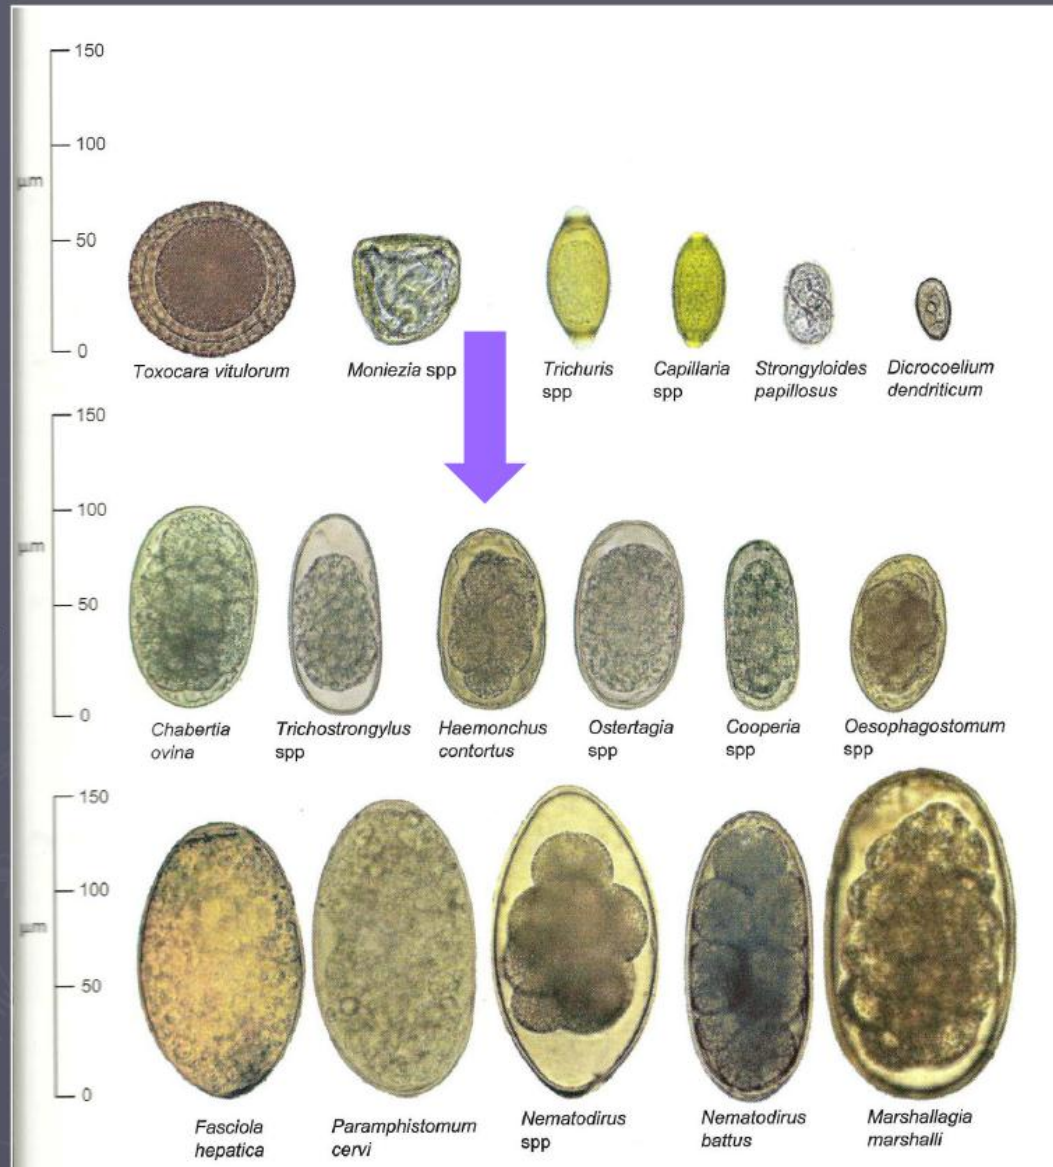 150
100
µm
50
0
Toxocara vitulorum
Moniezia spp
Trichuris
spp
Capillaria
spp
Strongyloides
papillosus
Dicrocoelium
dendriticum
150
100
µm
50
0
Chabertia
ovina
Trichostrongylus
spp
Haemonchus
contortus
Ostertagia
spp
Cooperia
spp
Oesophagostomum
spp
150
100
µm
50
0
Fasciola
hepatica
Paramphistomum
cervi
Nematodirus
spp
Nematodirus
battus
Marshallagia
marshalli